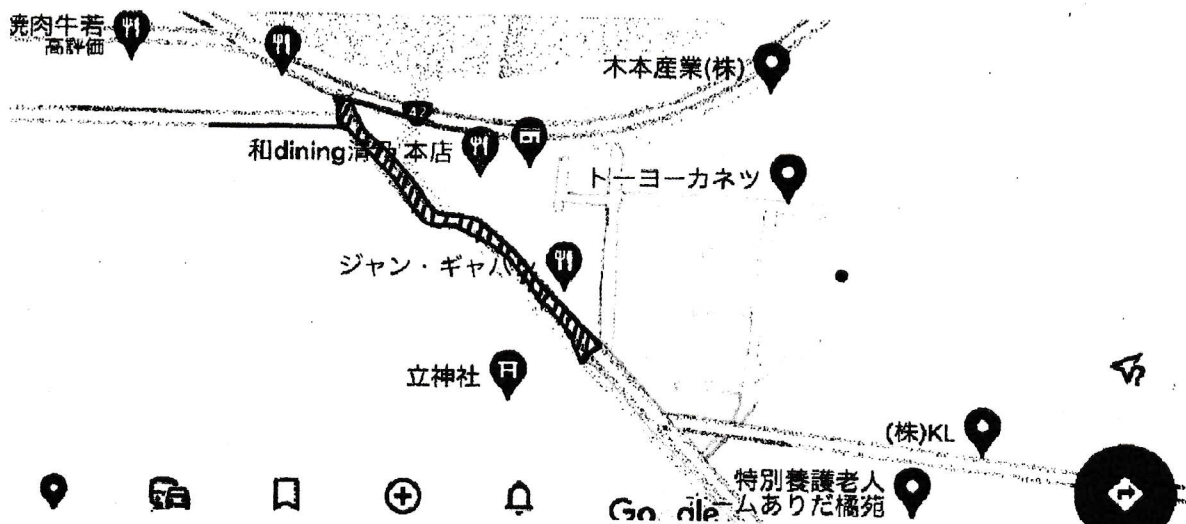 焼肉牛若
高評価
木本産業(株)
42
和dining清乃 本店
トーヨーカネツ
ジャン・ギャバン
立神社
(株)KL
特別養護老人
ームありだ橘苑
Google